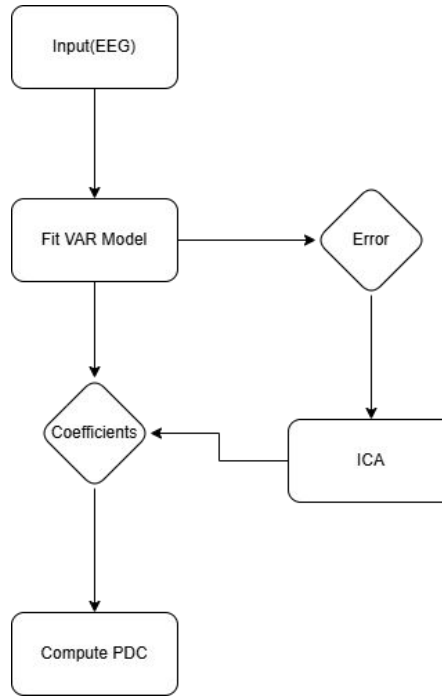 Input(EEG)
Fit VAR Model
Error
Coefficients
ICA
Compute PDC